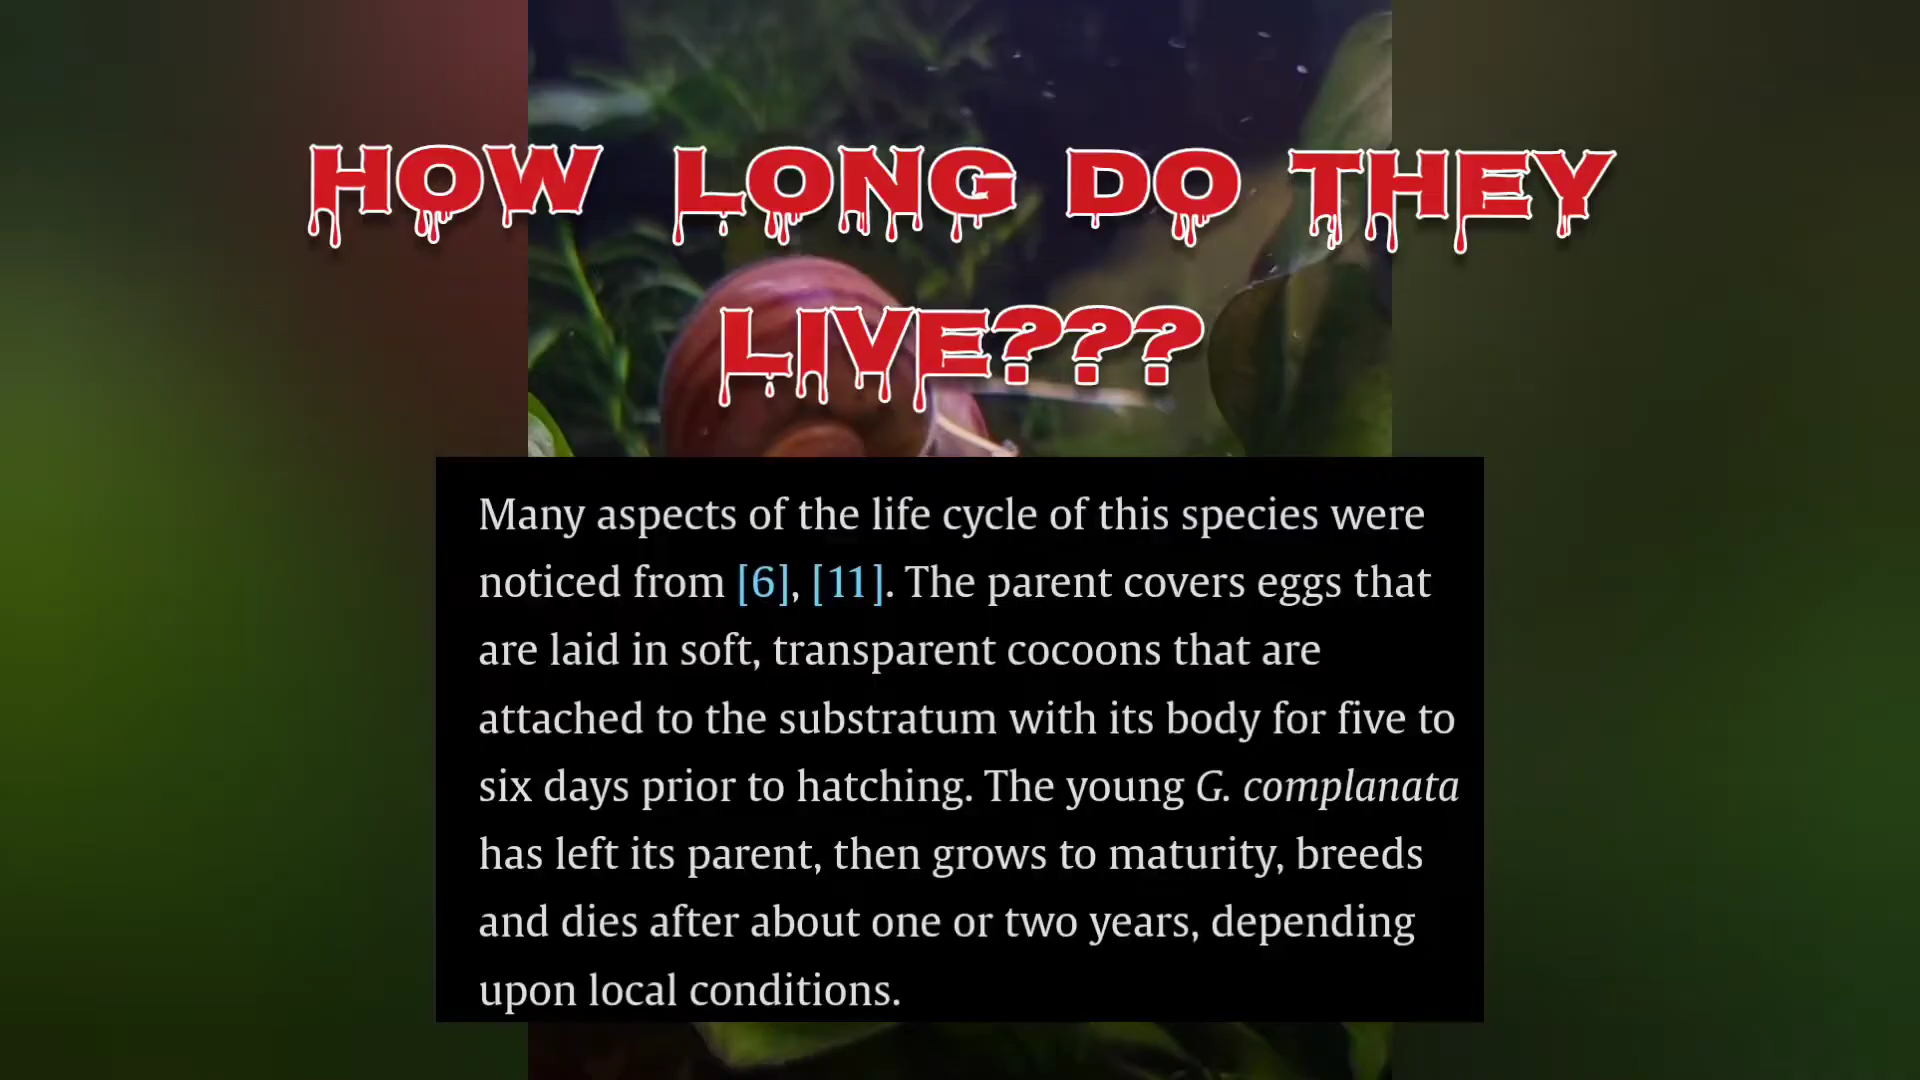 HOW LONG DO THEY
LIVE???
Many aspects of the life cycle of this species were
noticed from [6], [11]. The parent covers eggs that
are laid in soft, transparent cocoons that are
attached to the substratum with its body for five to
six days prior to hatching. The young G. complanata
has left its parent, then grows to maturity, breeds
and dies after about one or two years, depending
upon local conditions.